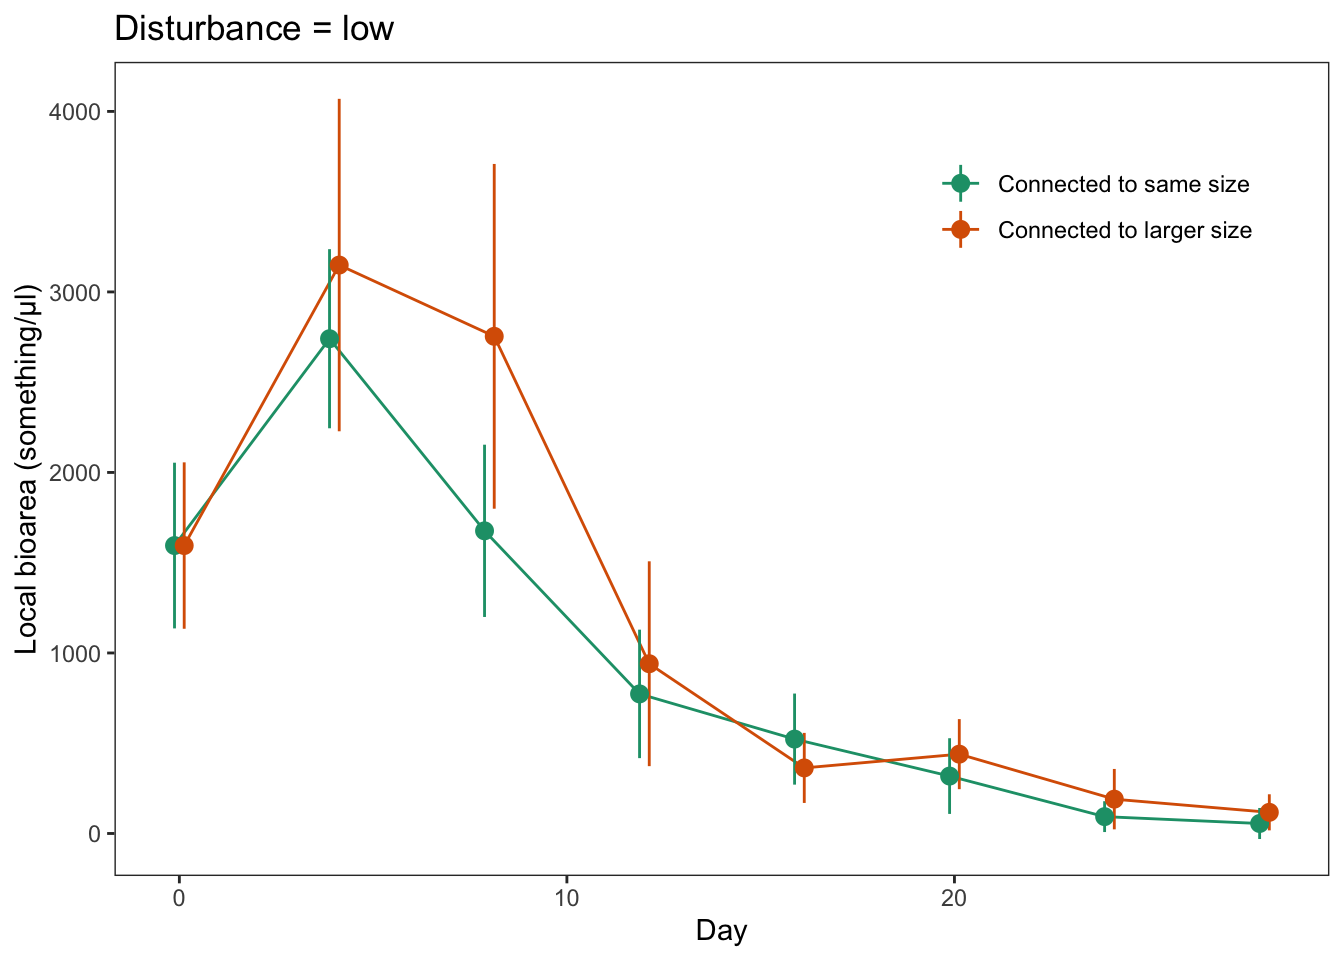 Disturbance = low
4000
3000
2000
1000
0
Local bioarea (something/μl)
Connected to same size
Connected to larger size
0
10
20
Day